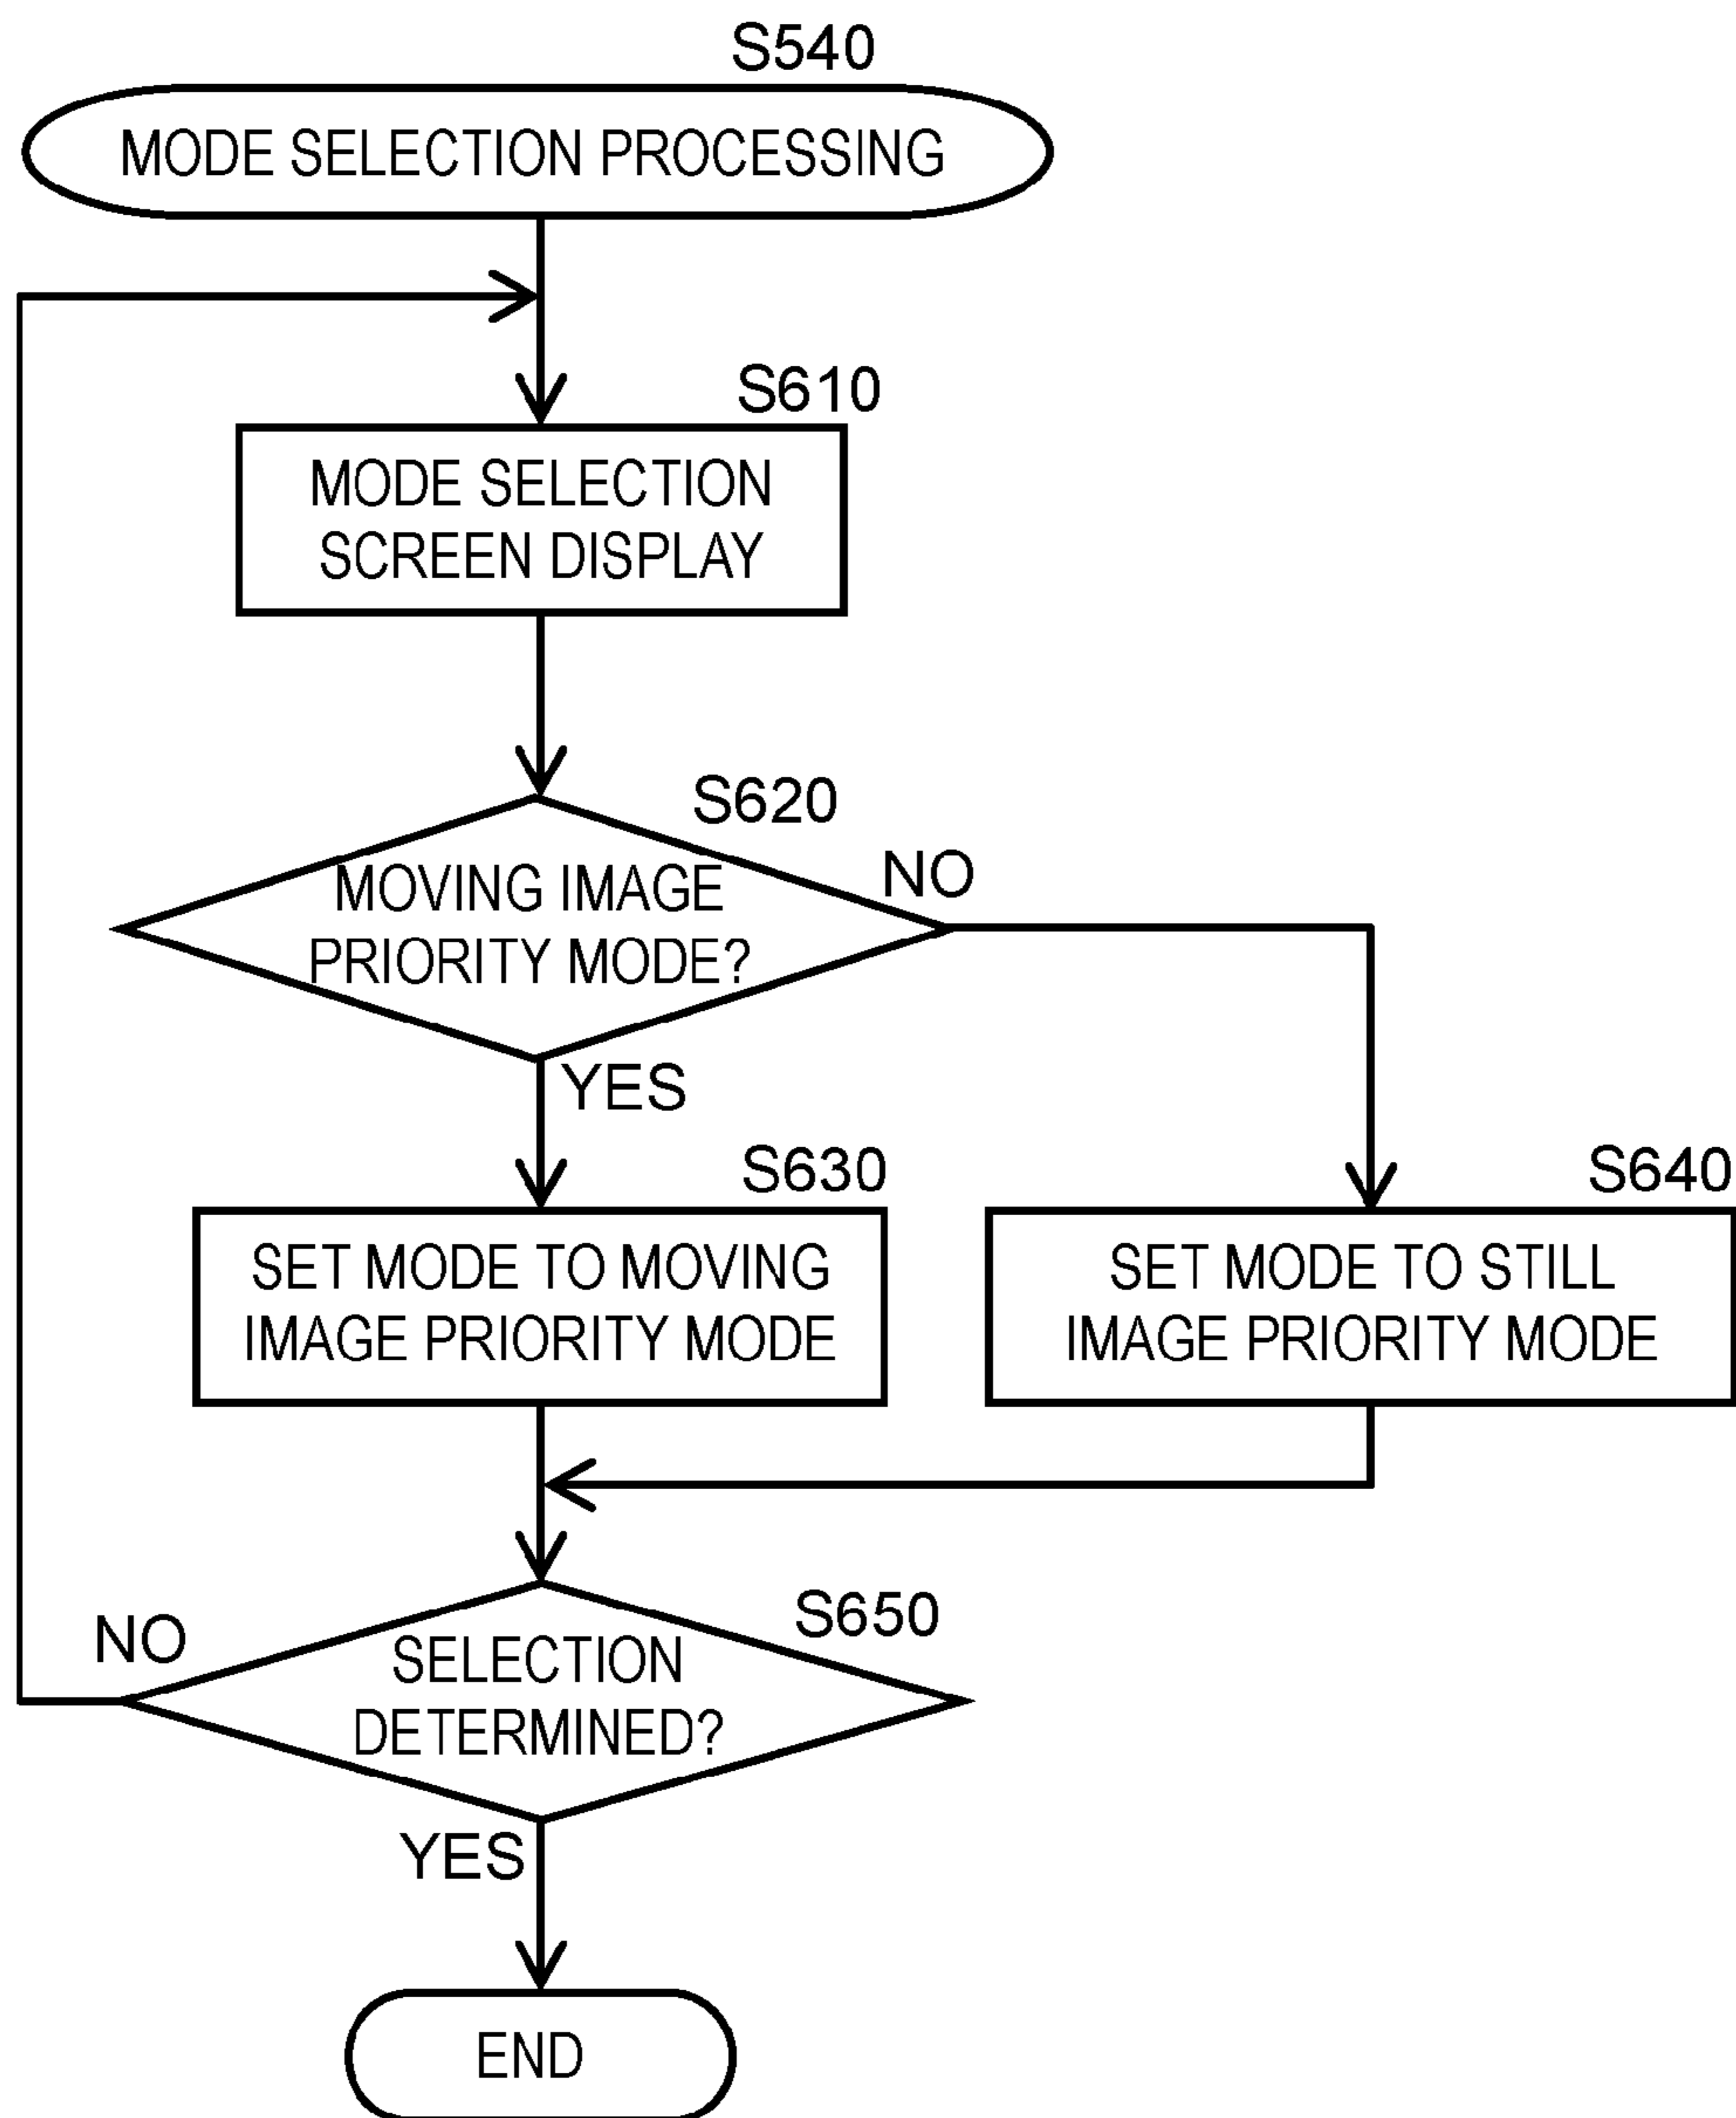 S540
MODE SELECTION PROCESSING
S610
MODE SELECTION
SCREEN DISPLAY
S620
MOVING IMAGE
PRIORITY MODE?
NO
YES
S630
SET MODE TO MOVING
IMAGE PRIORITY MODE
S640
SET MODE TO STILL
IMAGE PRIORITY MODE
S650
SELECTION
DETERMINED?
NO
YES
END